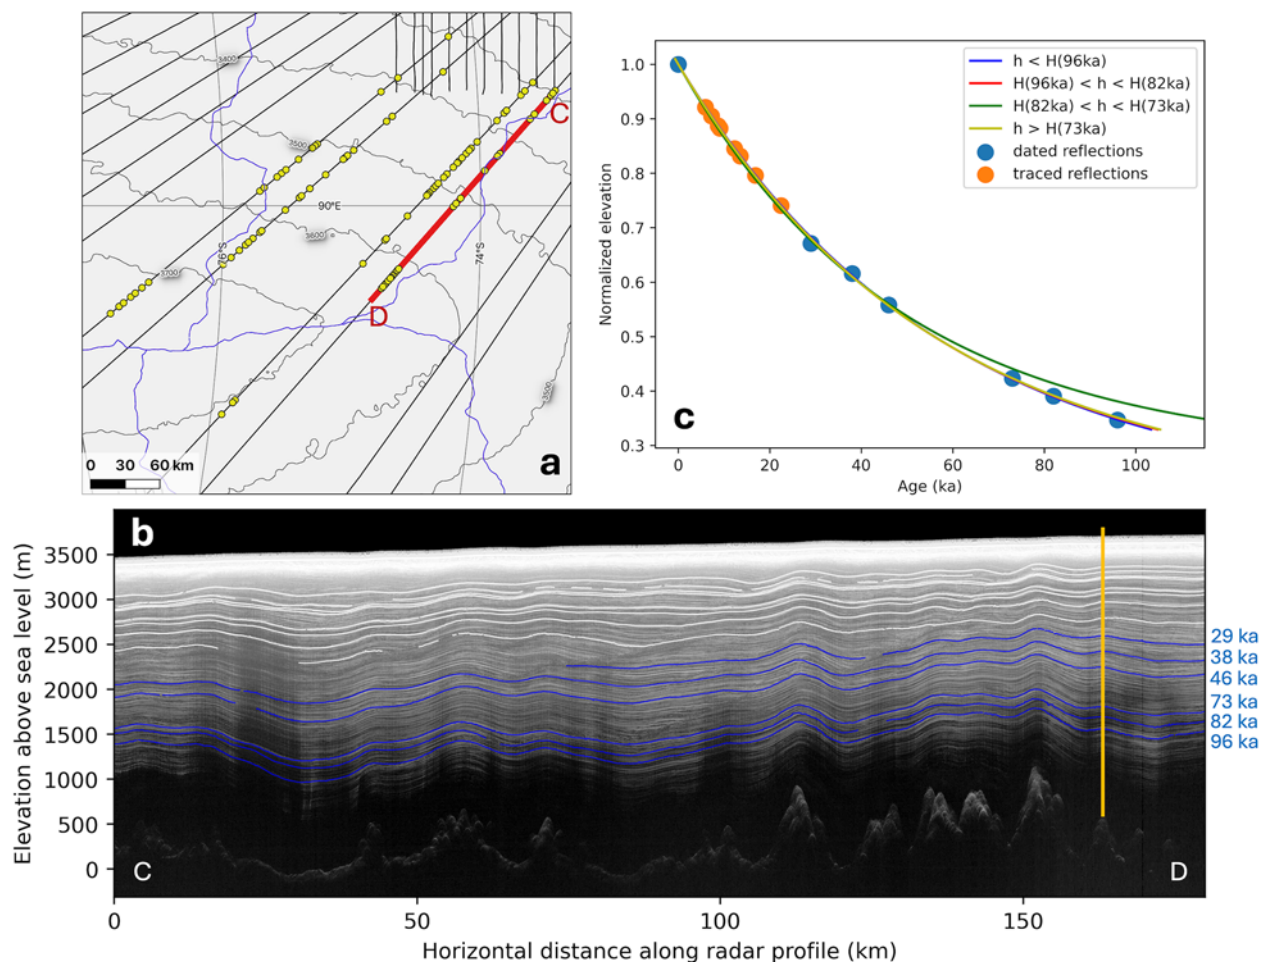 3400
3500
C
90°E
3600
76°S
74°S
3700
D
3500
0 30 60 km
a
1.0
0.9
0.8
0.7
0.6
0.5
0.4
0.3
Normalized elevation
h < H(96ka)
H(96ka) < h < H(82ka)
H(82ka) < h < H(73ka)
h > H(73ka)
dated reflections
traced reflections
c
0 20 40 60 80 100
Age (ka)
b
Elevation above sea level (m)
3500
3000
2500
2000
1500
1000
500
0
29 ka
38 ka
46 ka
73 ka
82 ka
96 ka
C
D
0 50 100 150
Horizontal distance along radar profile (km)